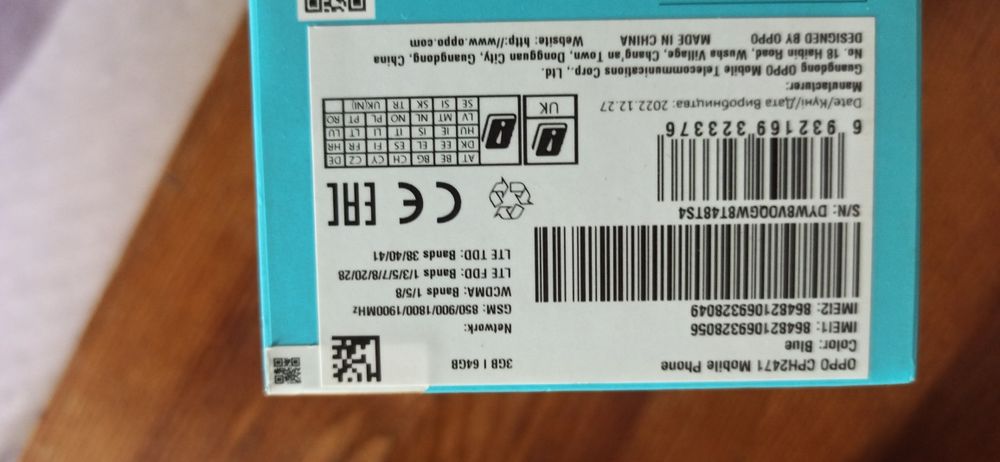 OPPO CPH2471 Mobile Phone
Color: Blue
IMEI1: 864821069328056
IMEI2: 864821069328049
3GB | 64GB
Network:
GSM: 850/900/1800/1900MHz
WCDMA: Bands 1/5/8
LTE FDD: Bands 1/3/5/7/8/20/28
LTE TDD: Bands 38/40/41
S/N: DYW8VOQGW8T48TS4
6 932169 323376
CE EAC
UK
AT BE BG CH CY CZ DE
DK EE EL ES FI FR HR
HU IE IS IT LI LT LU
LV MT NL NO PL PT RO
SE SI SK TR UK(NI)
Date/Күні/Дата Виробництва: 2022.12.27
Manufacturer:
Guangdong OPPO Mobile Telecommunications Corp., Ltd.
No. 18 Haibin Road, Wusha Village, Chang'an Town, Dongguan City, Guangdong, China.
DESIGNED BY OPPO MADE IN CHINA Website: http://www.oppo.com